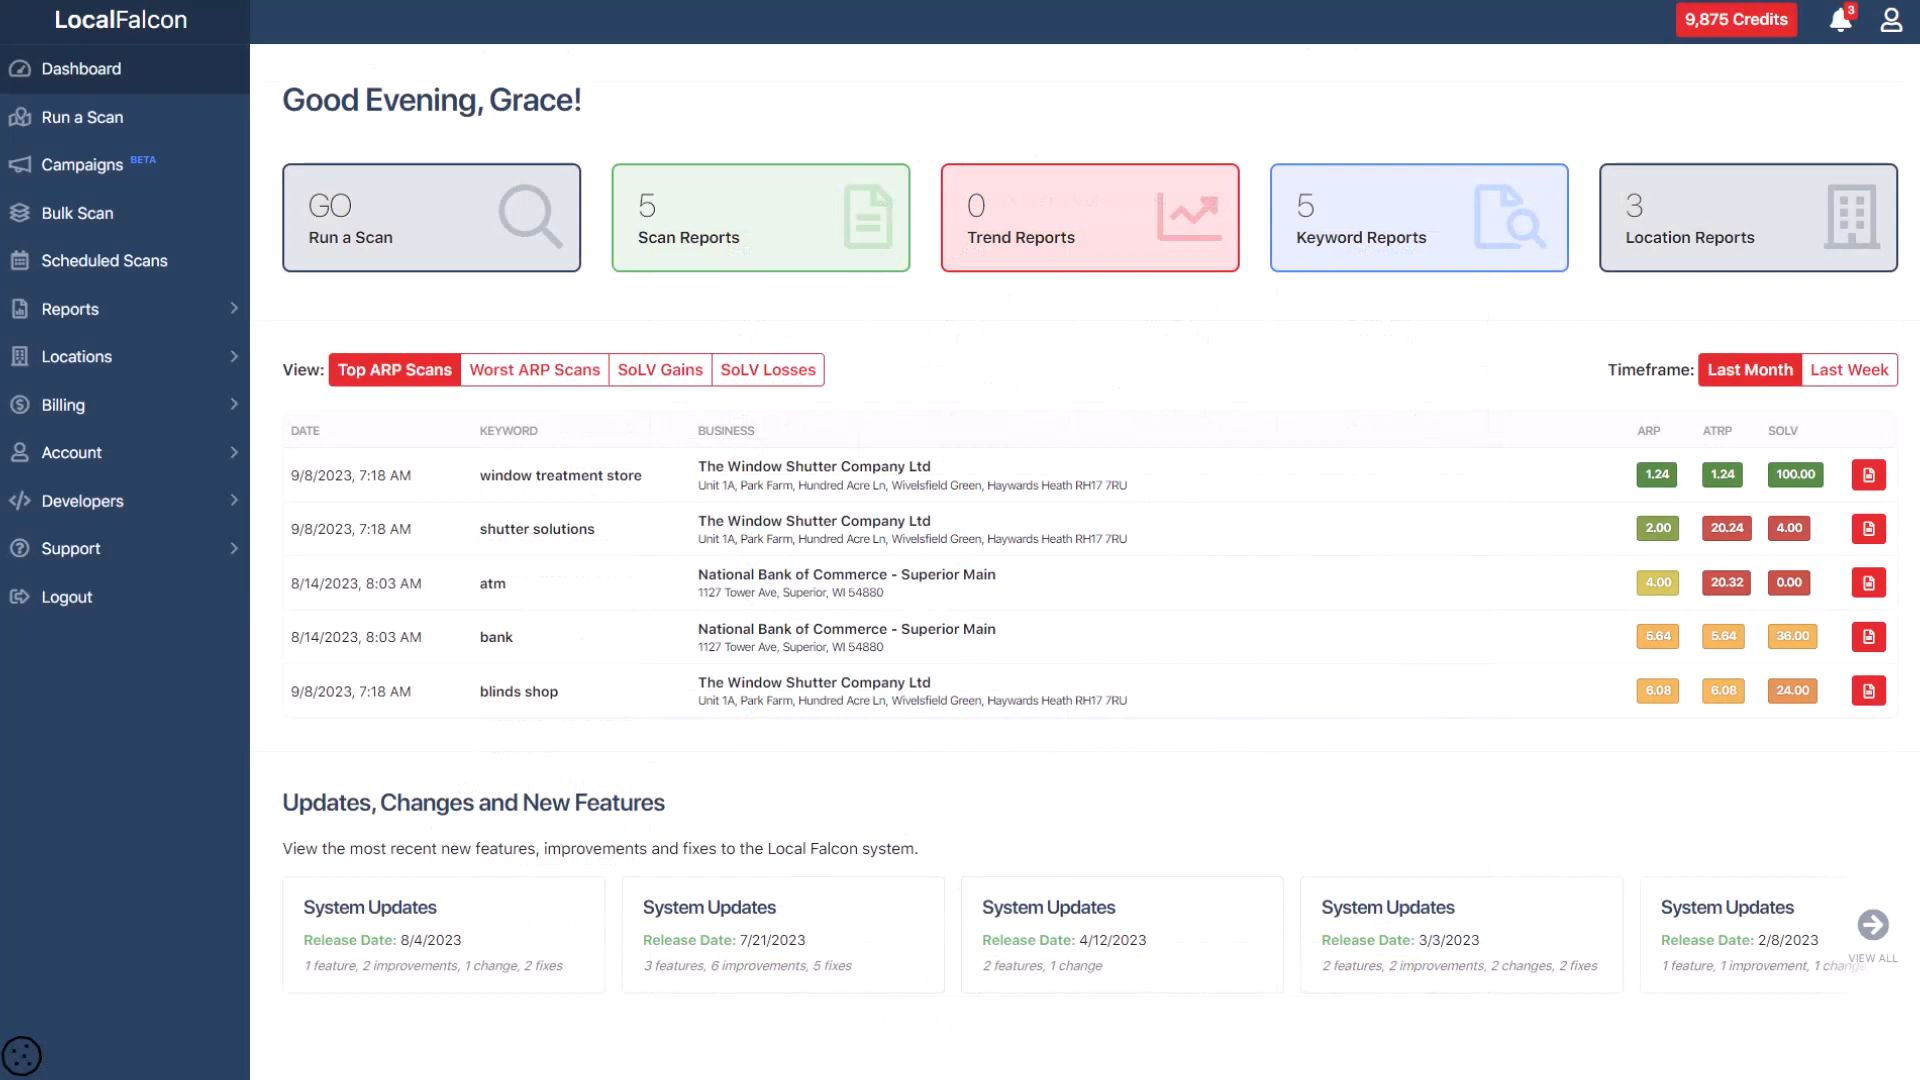 LocalFalcon
9,875 Credits
3
Dashboard
Run a Scan
Campaigns BETA
Bulk Scan
Scheduled Scans
Reports
Locations
Billing
Account
Developers
Support
Logout
Good Evening, Grace!
GO
Run a Scan
5
Scan Reports
0
Trend Reports
5
Keyword Reports
3
Location Reports
View: Top ARP Scans Worst ARP Scans SoLV Gains SoLV Losses
Timeframe: Last Month Last Week
DATE KEYWORD BUSINESS ARP ATRP SOLV
9/8/2023, 7:18 AM window treatment store The Window Shutter Company Ltd 1.24 1.24 100.00
Unit 1A, Park Farm, Hundred Acre Ln, Wivelsfield Green, Haywards Heath RH17 7RU
9/8/2023, 7:18 AM shutter solutions The Window Shutter Company Ltd 2.00 20.24 4.00
Unit 1A, Park Farm, Hundred Acre Ln, Wivelsfield Green, Haywards Heath RH17 7RU
8/14/2023, 8:03 AM atm National Bank of Commerce - Superior Main 4.00 20.32 0.00
1127 Tower Ave, Superior, WI 54880
8/14/2023, 8:03 AM bank National Bank of Commerce - Superior Main 5.64 5.64 36.00
1127 Tower Ave, Superior, WI 54880
9/8/2023, 7:18 AM blinds shop The Window Shutter Company Ltd 6.08 6.08 24.00
Unit 1A, Park Farm, Hundred Acre Ln, Wivelsfield Green, Haywards Heath RH17 7RU
Updates, Changes and New Features
View the most recent new features, improvements and fixes to the Local Falcon system.
System Updates
Release Date: 8/4/2023
1 feature, 2 improvements, 1 change, 2 fixes
System Updates
Release Date: 7/21/2023
3 features, 6 improvements, 5 fixes
System Updates
Release Date: 4/12/2023
2 features, 1 change
System Updates
Release Date: 3/3/2023
2 features, 2 improvements, 2 changes, 2 fixes
System Updates
Release Date: 2/8/2023
1 feature, 1 improvement, 1 change
VIEW ALL